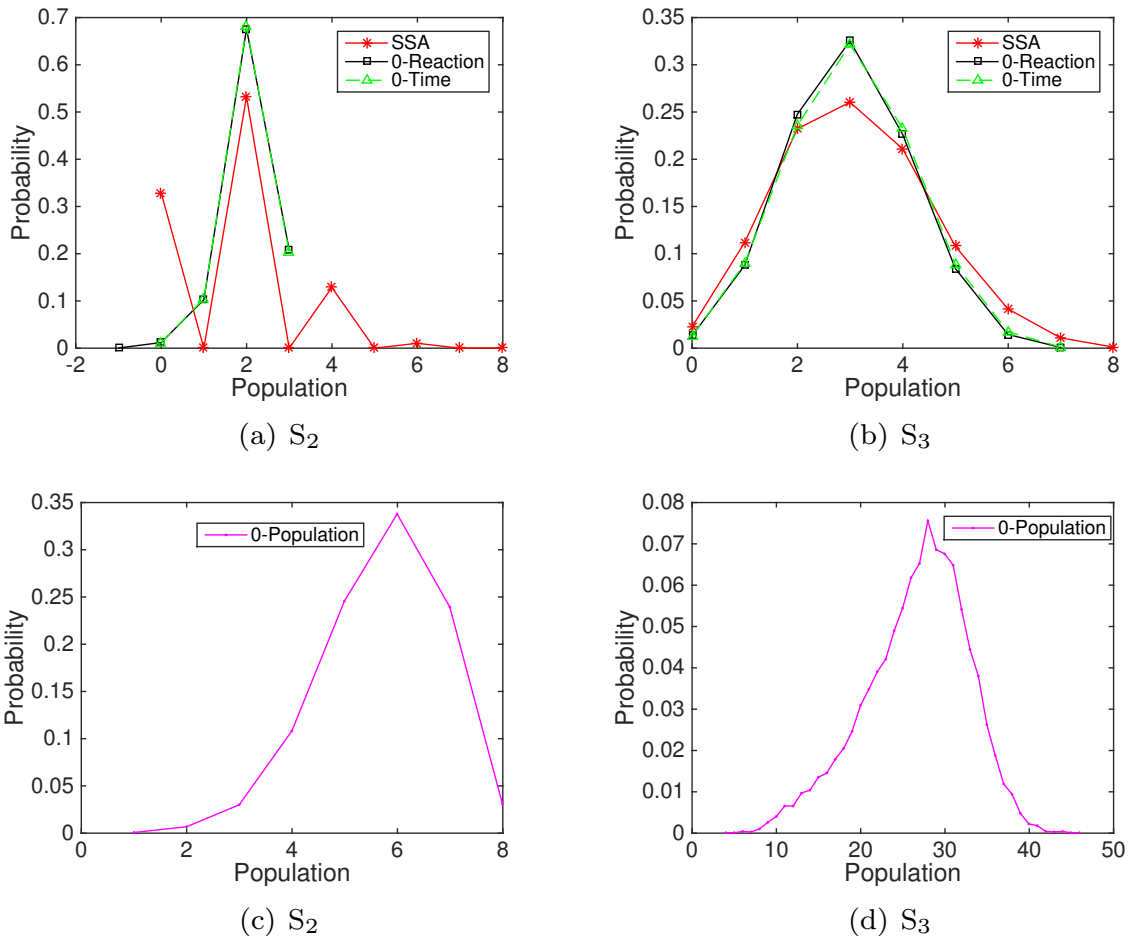 0.7
0.6
0.5
0.4
0.3
0.2
0.1
0
-2 0 2 4 6 8
Probability
Population
SSA
0-Reaction
0-Time
(a) S₂
0.35
0.3
0.25
0.2
0.15
0.1
0.05
0
0 2 4 6 8
Probability
Population
SSA
0-Reaction
0-Time
(b) S₃
0.35
0.3
0.25
0.2
0.15
0.1
0.05
0
0 2 4 6 8
Probability
Population
0-Population
(c) S₂
0.08
0.07
0.06
0.05
0.04
0.03
0.02
0.01
0
0 10 20 30 40 50
Probability
Population
0-Population
(d) S₃